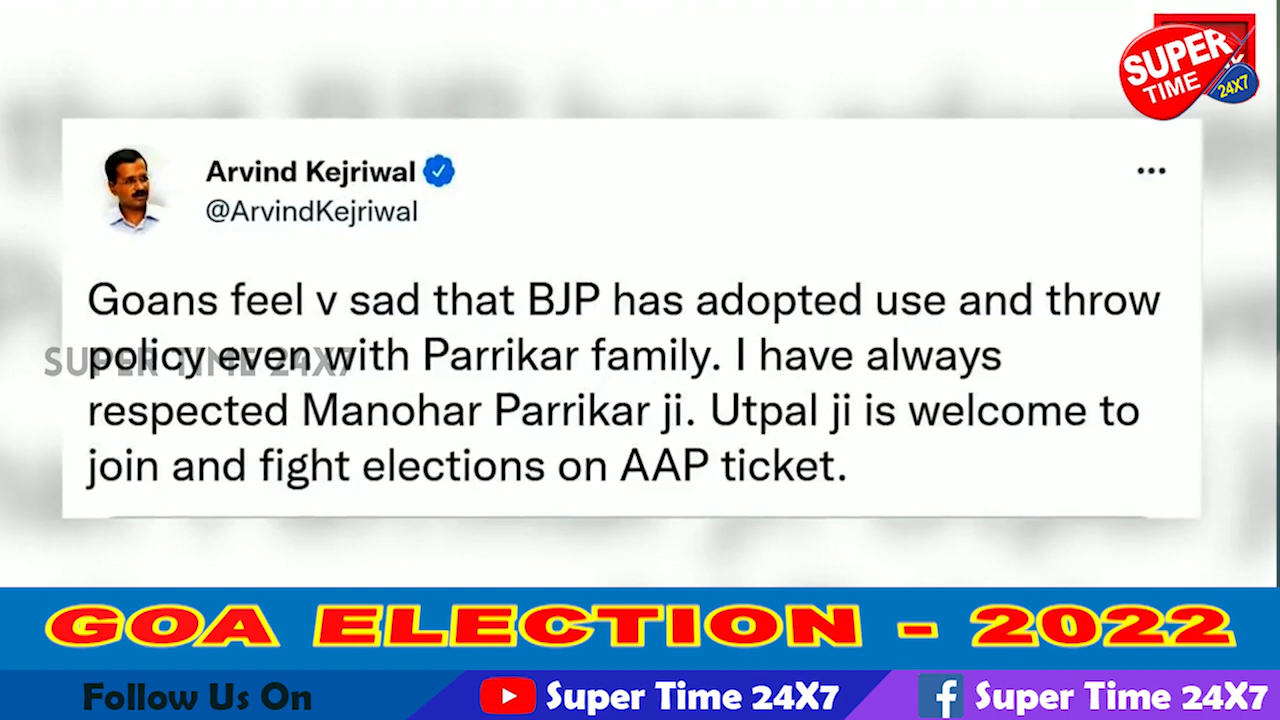 SUPER
TIME
24X7
Arvind Kejriwal
@ArvindKejriwal
Goans feel v sad that BJP has adopted use and throw
policy even with Parrikar family. I have always
SUPER TIME 24X7
respected Manohar Parrikar ji. Utpal ji is welcome to
join and fight elections on AAP ticket.
GOA ELECTION - 2022
Follow Us On
Super Time 24X7
Super Time 24X7